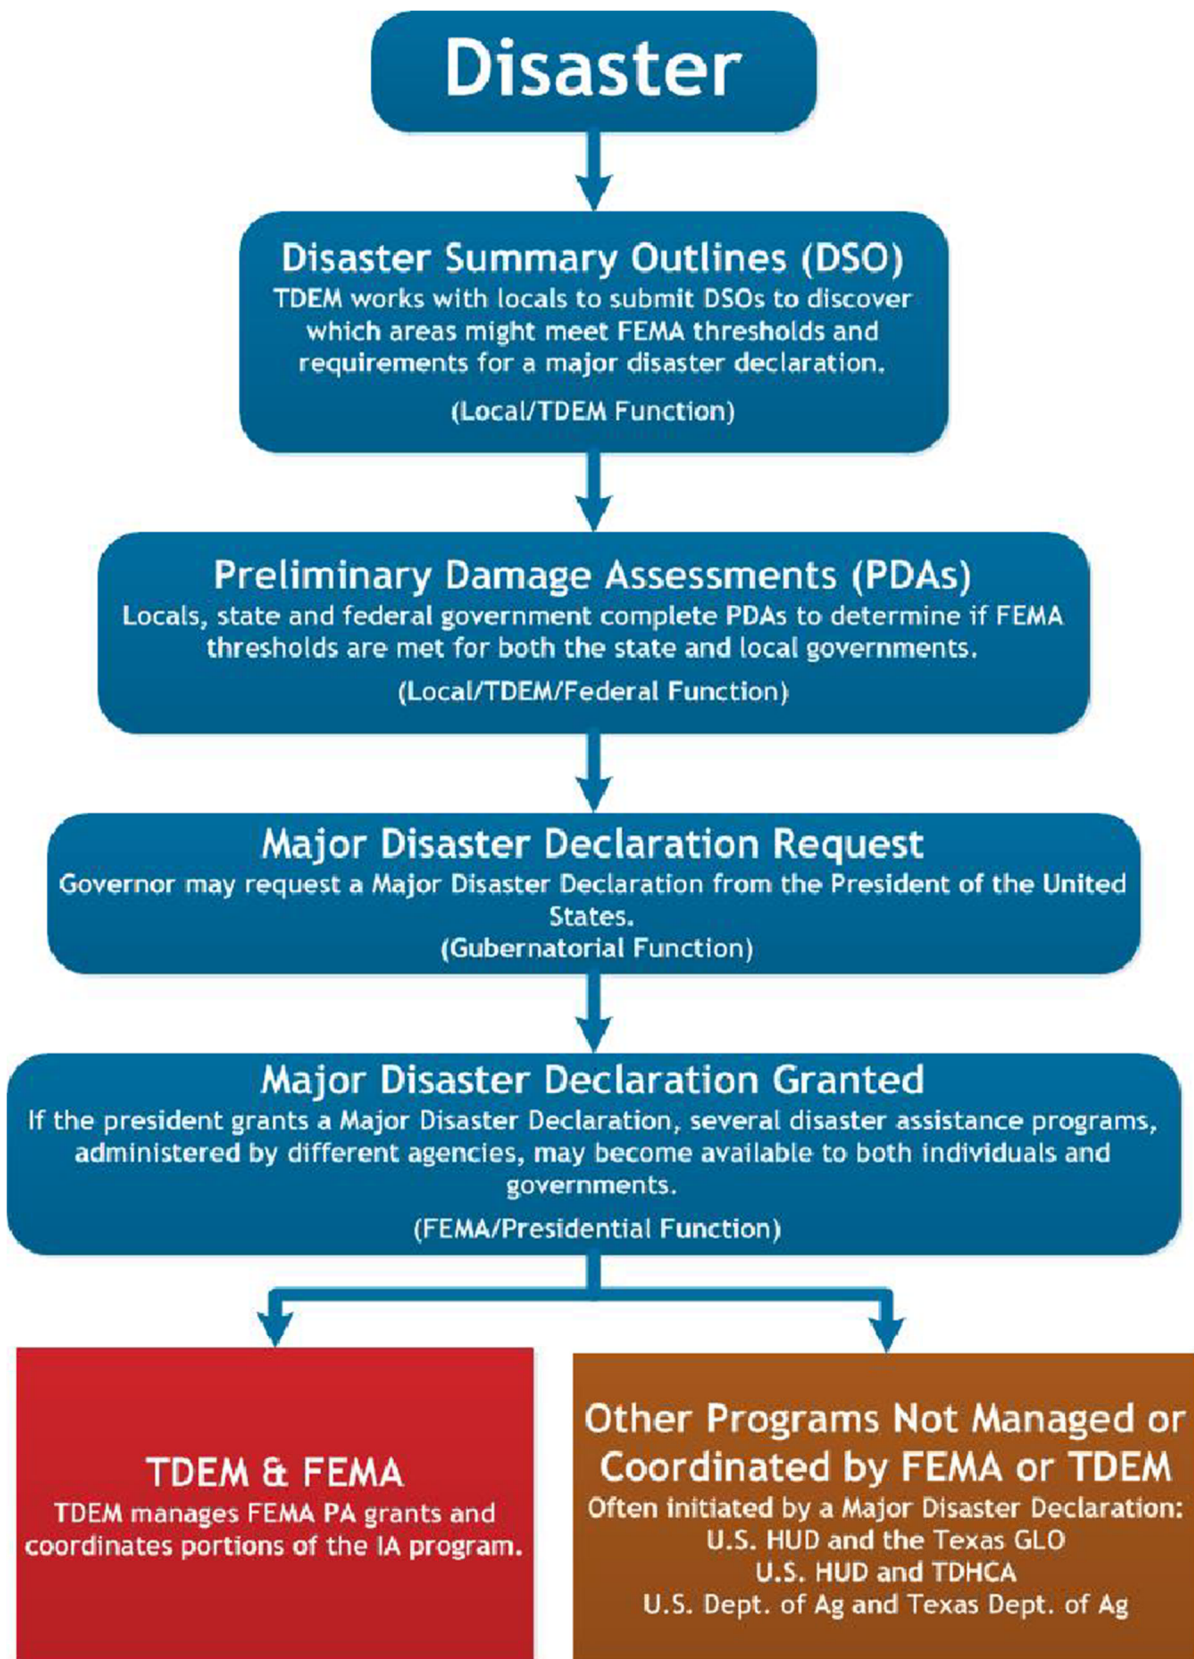 Disaster
Disaster Summary Outlines (DSO)
TDEM works with locals to submit DSOs to discover
which areas might meet FEMA thresholds and
requirements for a major disaster declaration.
(Local/TDEM Function)
Preliminary Damage Assessments (PDAs)
Locals, state and federal government complete PDAs to determine if FEMA
thresholds are met for both the state and local governments.
(Local/TDEM/Federal Function)
Major Disaster Declaration Request
Governor may request a Major Disaster Declaration from the President of the United
States.
(Gubernatorial Function)
Major Disaster Declaration Granted
If the president grants a Major Disaster Declaration, several disaster assistance programs,
administered by different agencies, may become available to both individuals and
governments.
(FEMA/Presidential Function)
TDEM & FEMA
TDEM manages FEMA PA grants and
coordinates portions of the IA program.
Other Programs Not Managed or
Coordinated by FEMA or TDEM
Often initiated by a Major Disaster Declaration:
U.S. HUD and the Texas GLO
U.S. HUD and TDHCA
U.S. Dept. of Ag and Texas Dept. of Ag